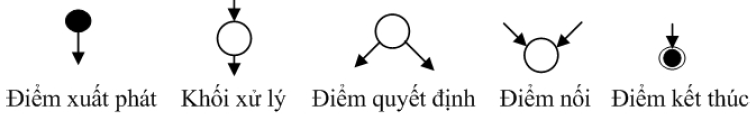 Điểm xuất phát Khối xử lý Điểm quyết định Điểm nối Điểm kết thúc